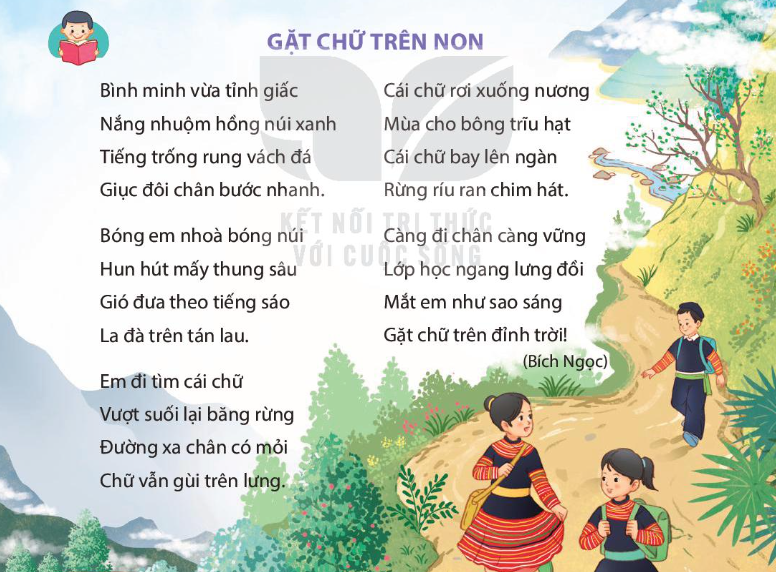 GẶT CHỮ TRÊN NON
Bình minh vừa tỉnh giấc
Nắng nhuộm hồng núi xanh
Tiếng trống rung vách đá
Giục đôi chân bước nhanh.
Bóng em nhoà bóng núi
Hun hút mấy thung sâu
Gió đưa theo tiếng sáo
La đà trên tán lau.
Em đi tìm cái chữ
Vượt suối lại băng rừng
Đường xa chân có mỏi
Chữ vẫn gùi trên lưng.
Cái chữ rơi xuống nương
Mùa cho bông trĩu hạt
Cái chữ bay lên ngàn
Rừng ríu ran chim hát.
Càng đi chân càng vững
Lớp học ngang lưng đồi
Mắt em như sao sáng
Gặt chữ trên đỉnh trời!
(Bích Ngọc)
KẾT NỐI TRI THỨC
VỚI CUỘC SỐNG